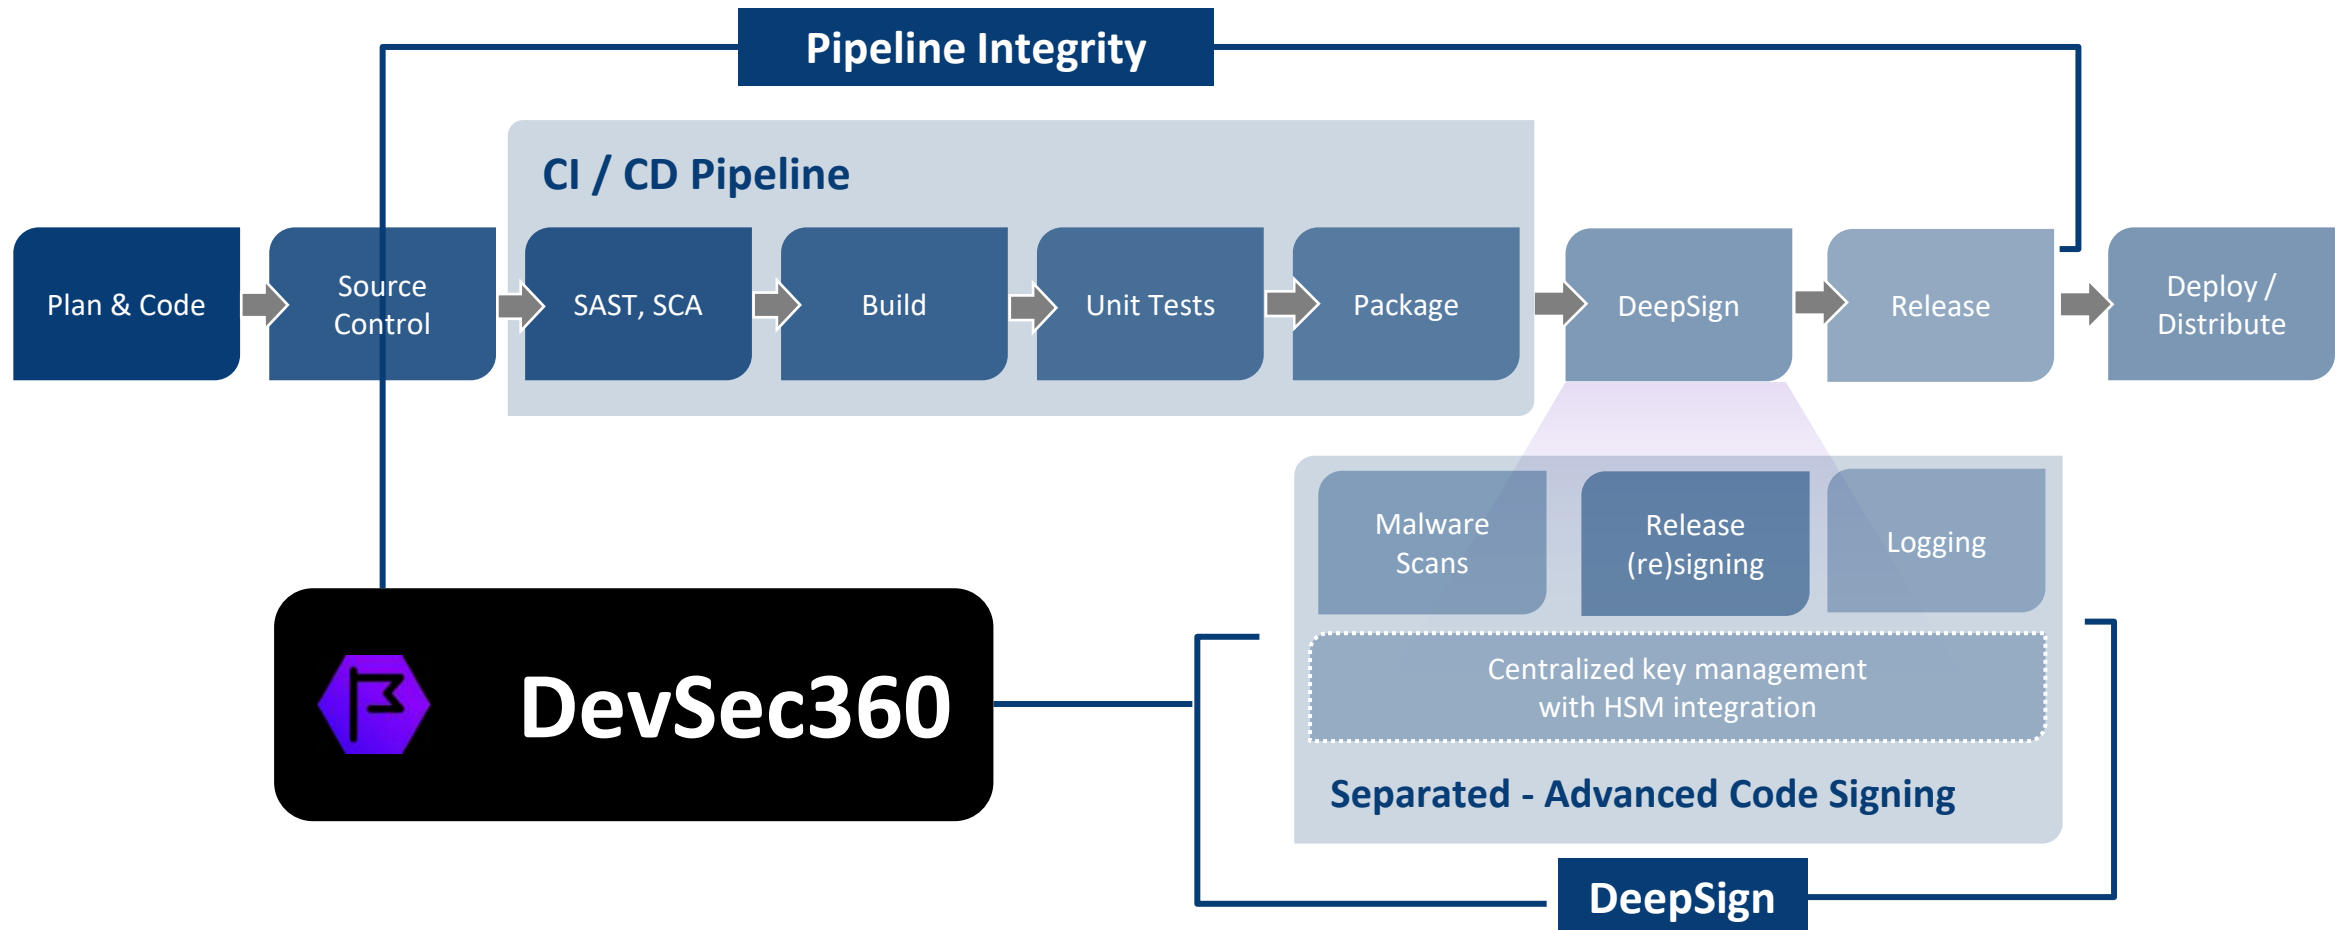 Pipeline Integrity
CI / CD Pipeline
Plan & Code
Source
Control
SAST, SCA
Build
Unit Tests
Package
DeepSign
Release
Deploy /
Distribute
Malware
Scans
Release
(re)signing
Logging
Centralized key management
with HSM integration
Separated - Advanced Code Signing
DevSec360
DeepSign